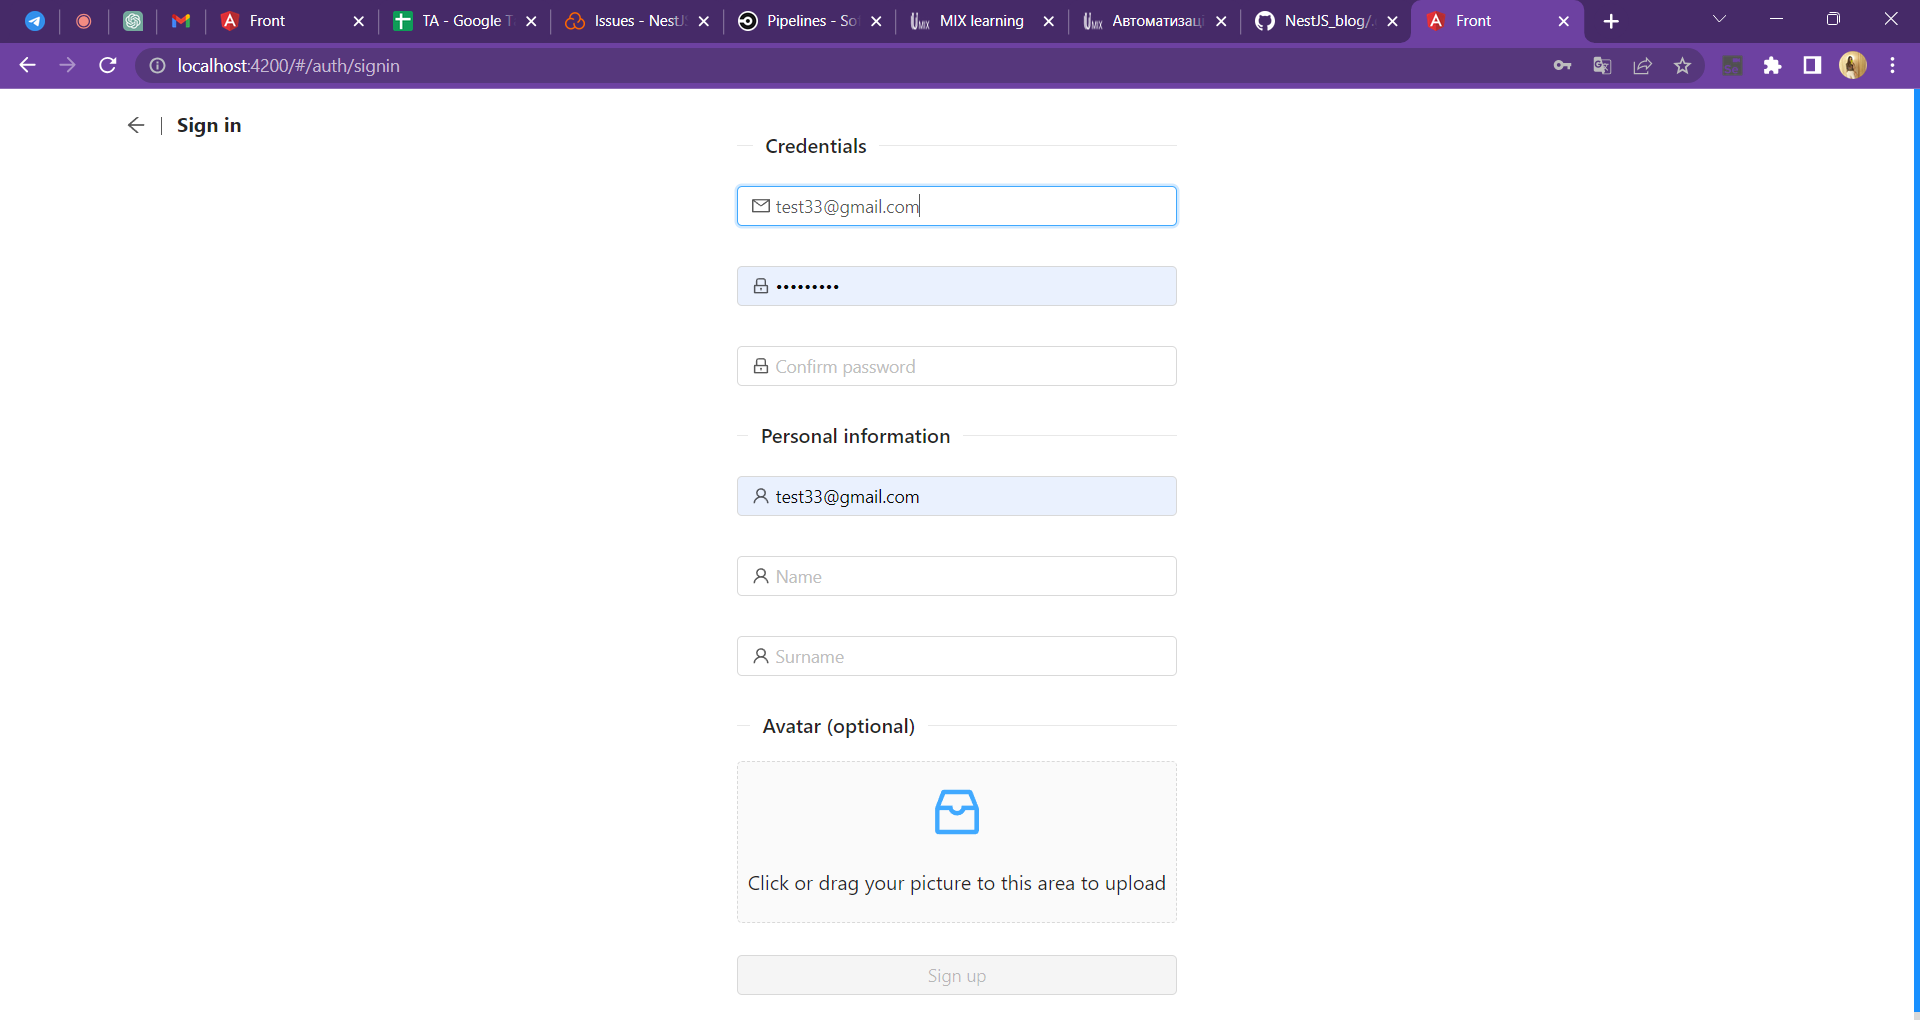 Front
TA - Google T
Issues - NestJS
Pipelines - So
MIX learning
Автоматизаці
NestJS_blog/.
Front
localhost:4200/#/auth/signin
Sign in
Credentials
test33@gmail.com
•••••••••
Confirm password
Personal information
test33@gmail.com
Name
Surname
Avatar (optional)
Click or drag your picture to this area to upload
Sign up